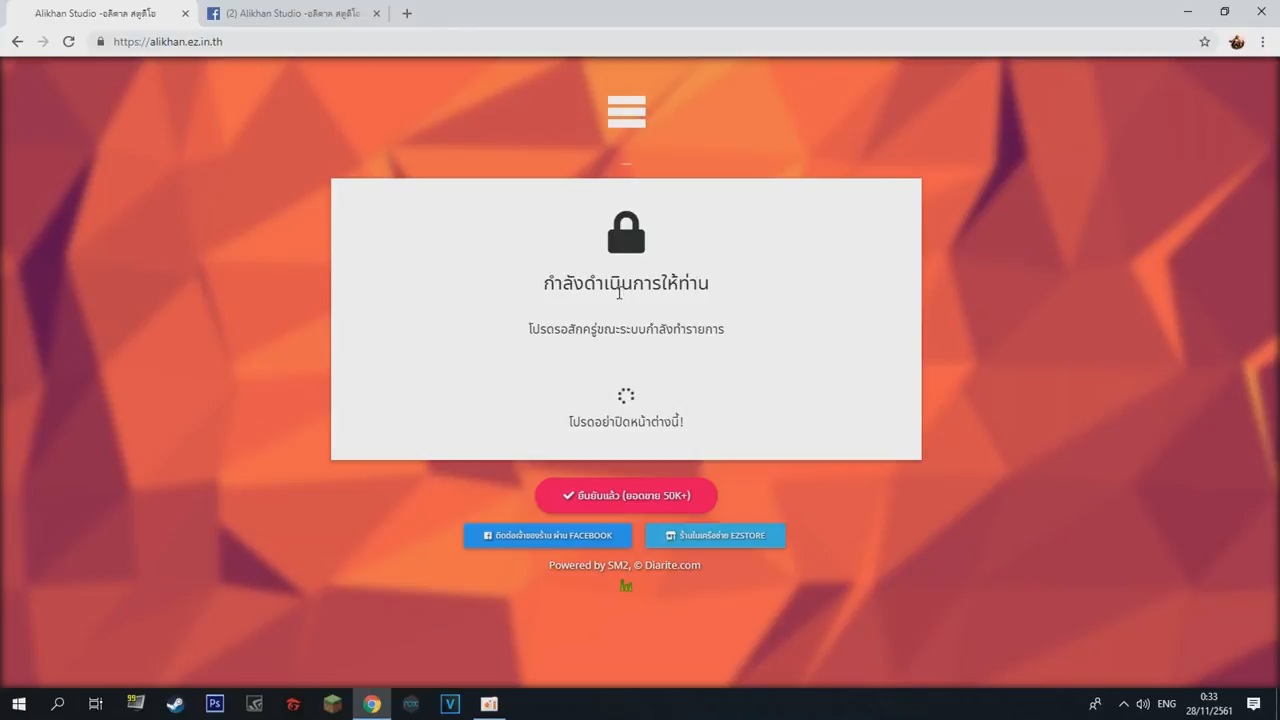 Alikhan Studio -อลิคาล สตูดิโอ
(2) Alikhan Studio -อลิคาล สตูดิโอ
https://alikhan.ez.in.th
กำลังดำเนินการให้ท่าน
โปรดรอสักครู่ขณะระบบกำลังทำรายการ
โปรดอย่าปิดหน้าต่างนี้!
ยืนยันแล้ว (ยอดขาย 50K+)
ติดต่อเจ้าของร้าน ผ่าน FACEBOOK
ร้านในเครือข่าย EZSTORE
Powered by SM2, © Diarite.com
99
Ps
V
ENG
0:33
28/11/2561